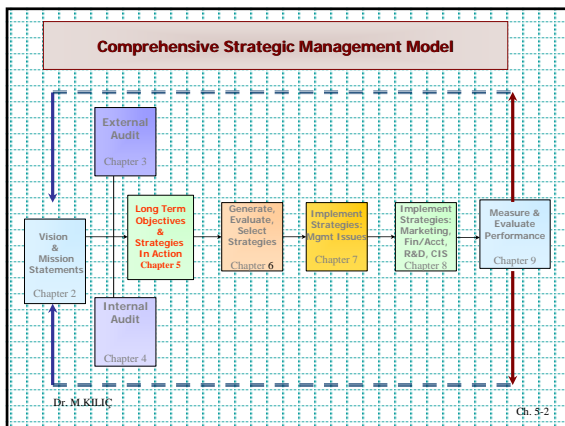 Comprehensive Strategic Management Model
External
Audit
Chapter 3
Vision
&
Mission
Statements
Chapter 2
Long Term
Objectives
&
Strategies
In Action
Chapter 5
Generate,
Evaluate,
Select
Strategies
Chapter 6
Implement
Strategies:
Mgmt Issues
Chapter 7
Implement
Strategies:
Marketing,
Fin/Acct,
R&D, CIS
Chapter 8
Measure &
Evaluate
Performance
Chapter 9
Internal
Audit
Chapter 4
Dr. M.KILIÇ
Ch. 5-2